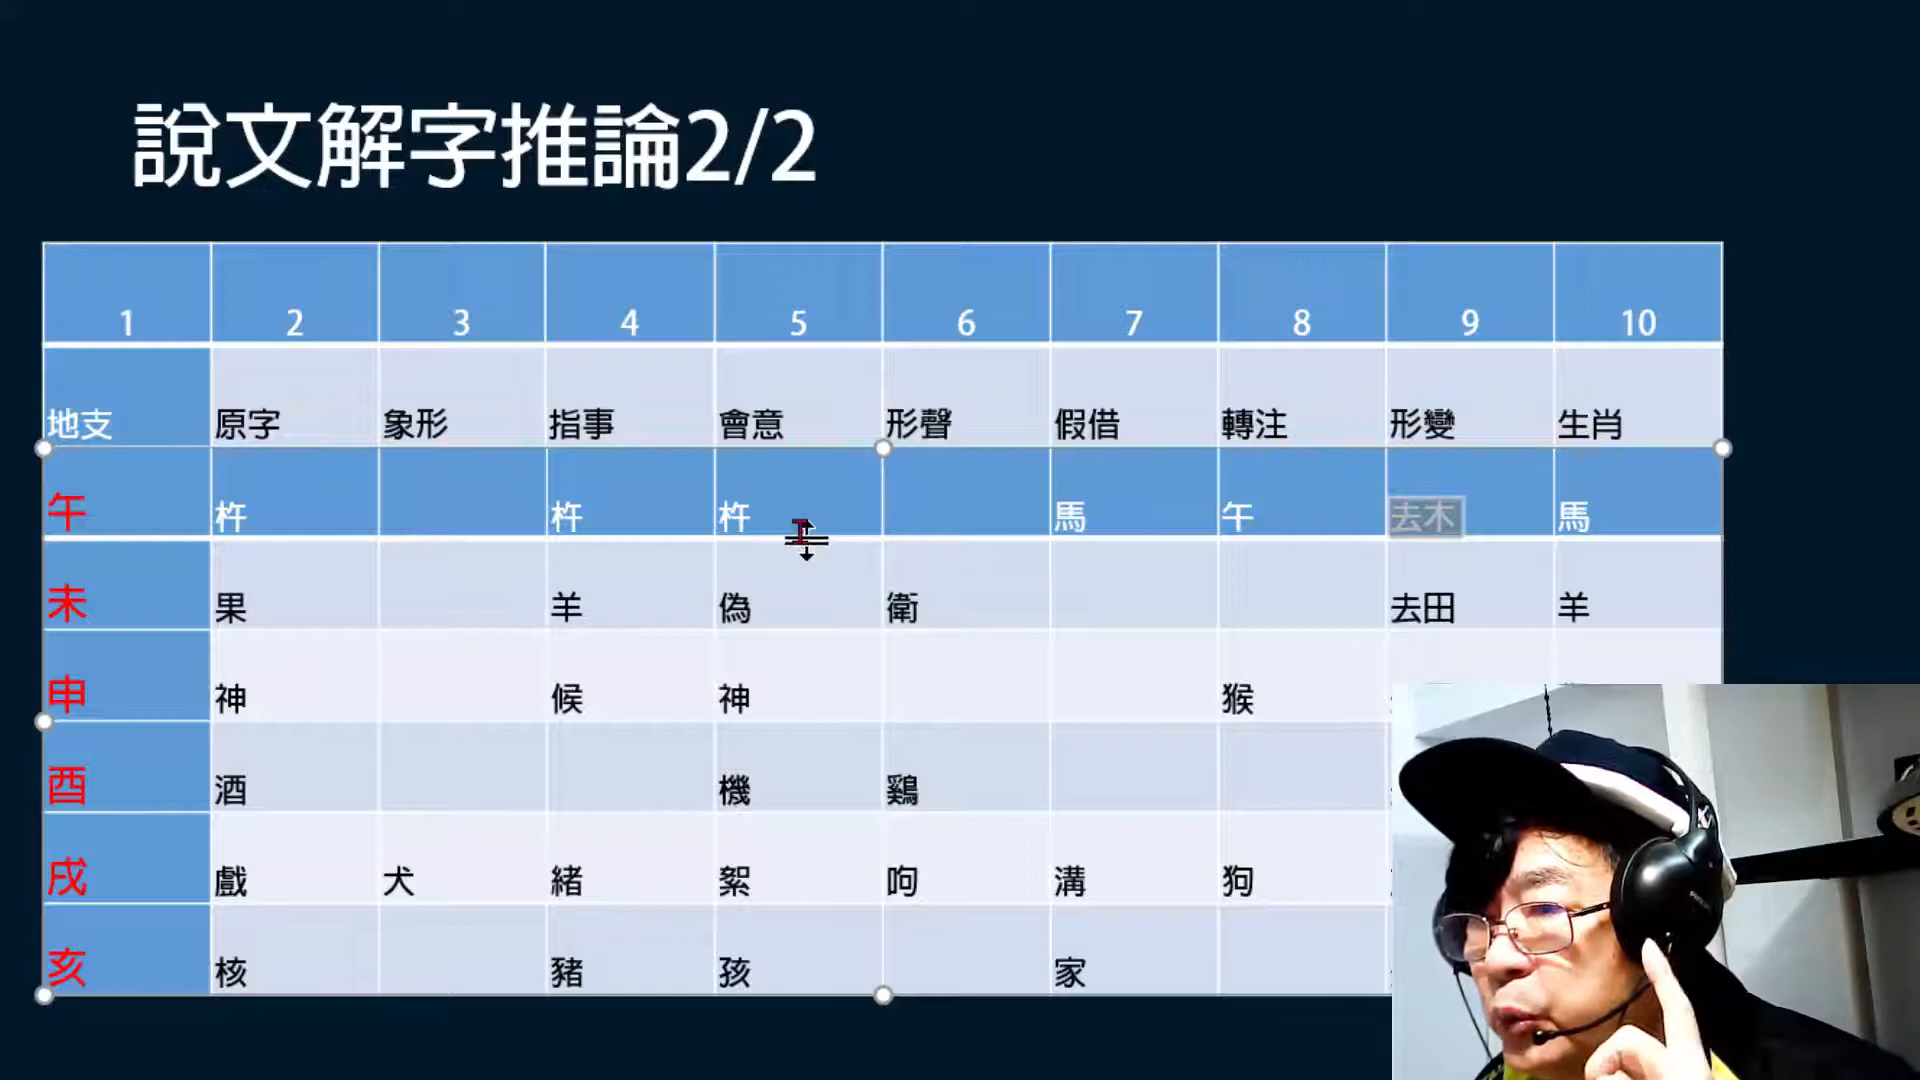 說文解字推論2/2
1 2 3 4 5 6 7 8 9 10
地支 原字 象形 指事 會意 形聲 假借 轉注 形變 生肖
午 杵 杵 杵 馬 午 去木 馬
未 果 羊 偽 衛 去田 羊
申 神 候 神 猴
酉 酒 機 鷄
戌 戲 犬 緒 絮 咰 溝 狗
亥 核 豬 孩 家